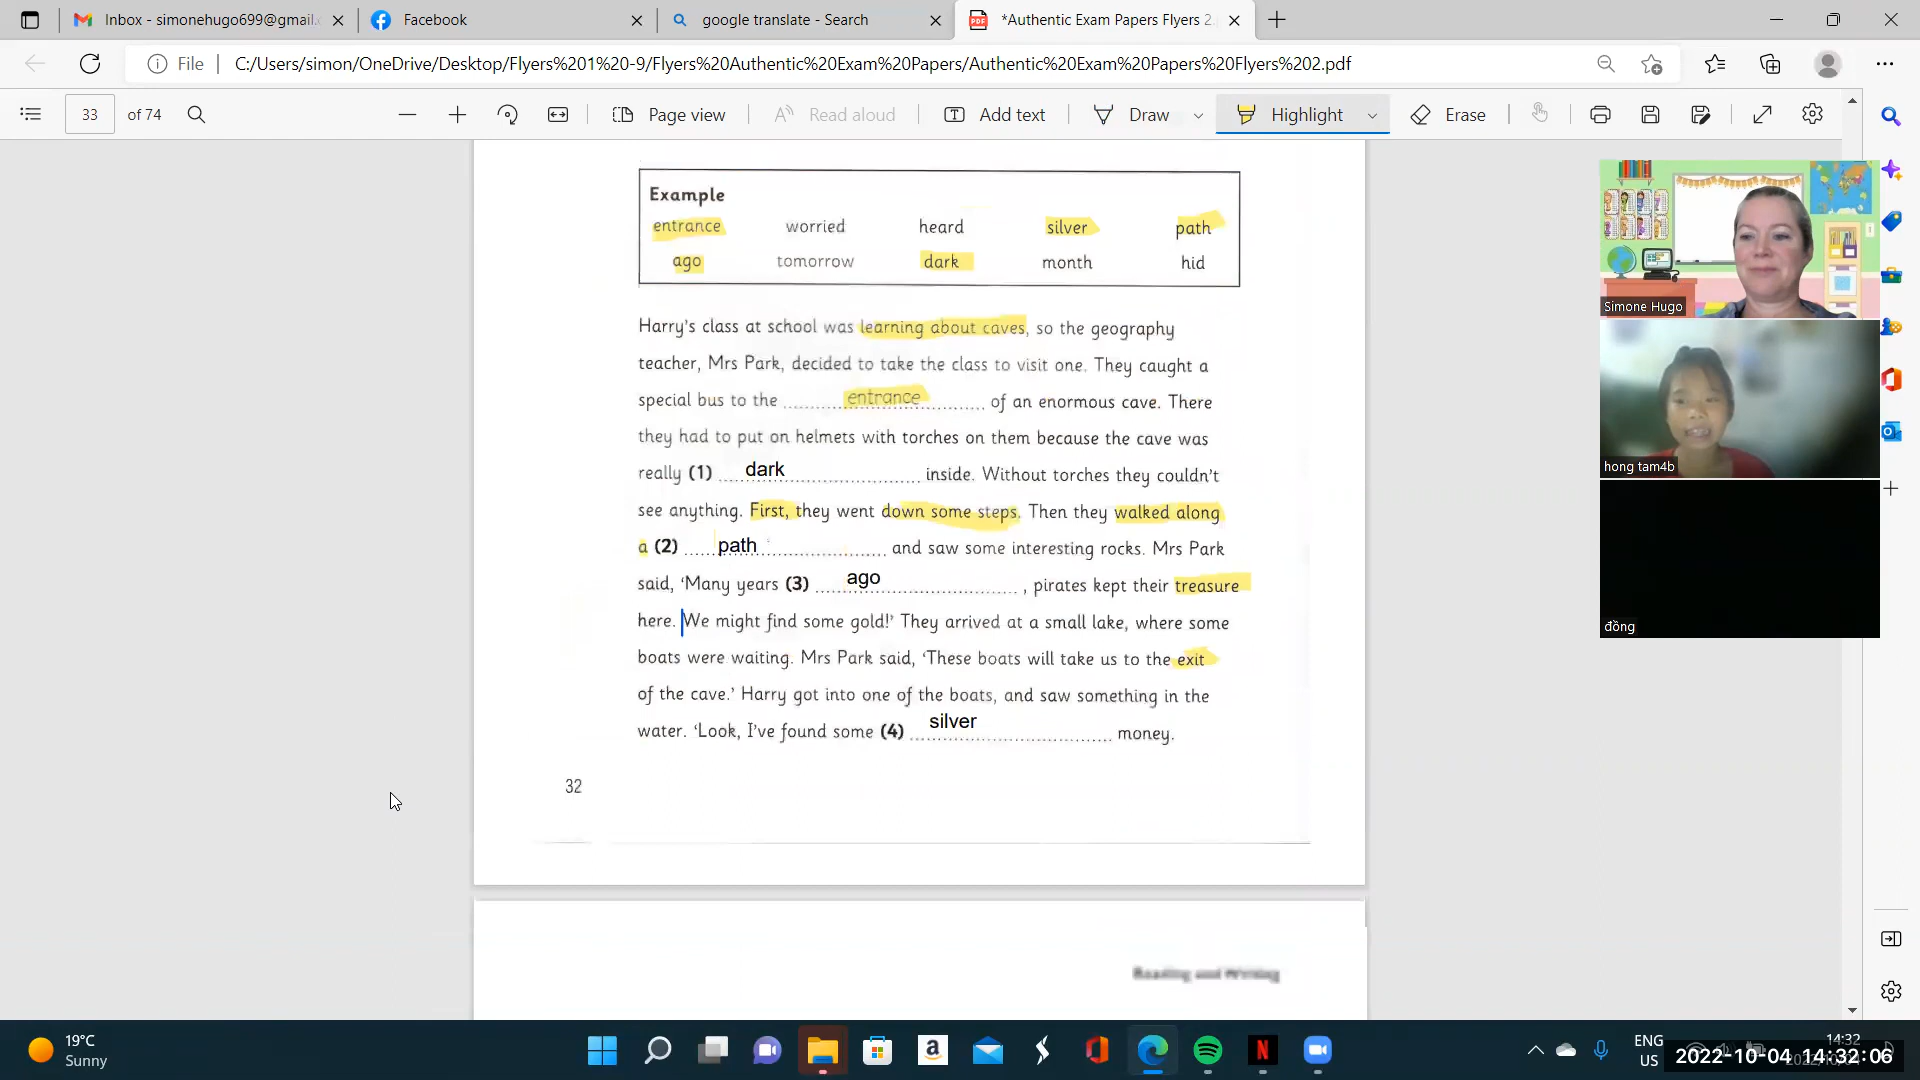 Inbox - simonehugo699@gmail.
Facebook
google translate - Search
*Authentic Exam Papers Flyers 2.
File
C:/Users/simon/OneDrive/Desktop/Flyers%201%20-9/Flyers%20Authentic%20Exam%20Papers/Authentic%20Exam%20Papers%20Flyers%202.pdf
33 of 74
Page view
Read aloud
Add text
Draw
Highlight
Erase
Example
entrance worried heard silver path
ago tomorrow dark month hid
Harry's class at school was learning about caves, so the geography
teacher, Mrs Park, decided to take the class to visit one. They caught a
special bus to the entrance of an enormous cave. There
they had to put on helmets with torches on them because the cave was
really (1) dark inside. Without torches they couldn't
see anything. First, they went down some steps. Then they walked along
a (2) path and saw some interesting rocks. Mrs Park
said, 'Many years (3) ago , pirates kept their treasure
here. We might find some gold!' They arrived at a small lake, where some
boats were waiting. Mrs Park said, 'These boats will take us to the exit
of the cave.' Harry got into one of the boats, and saw something in the
water. 'Look, I've found some (4) silver money.
32
Reading and Writing
Simone Hugo
hong tam4b
đồng
19°C
Sunny
ENG
US
14:32
2022-10-04 14:32:06